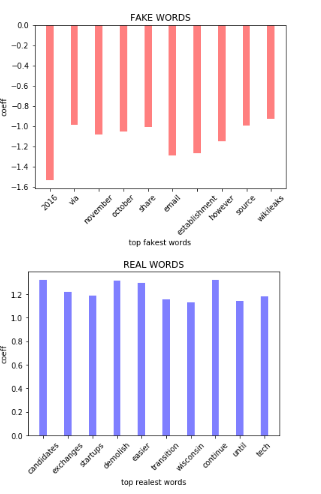 FAKE WORDS
0.0
−0.2
−0.4
−0.6
−0.8
−1.0
−1.2
−1.4
−1.6
coeff
2016 via november october share email establishment however source wikileaks
top fakest words
REAL WORDS
1.2
1.0
0.8
0.6
0.4
0.2
0.0
coeff
candidates exchanges startups demolish easier transition wisconsin continue until tech
top realest words